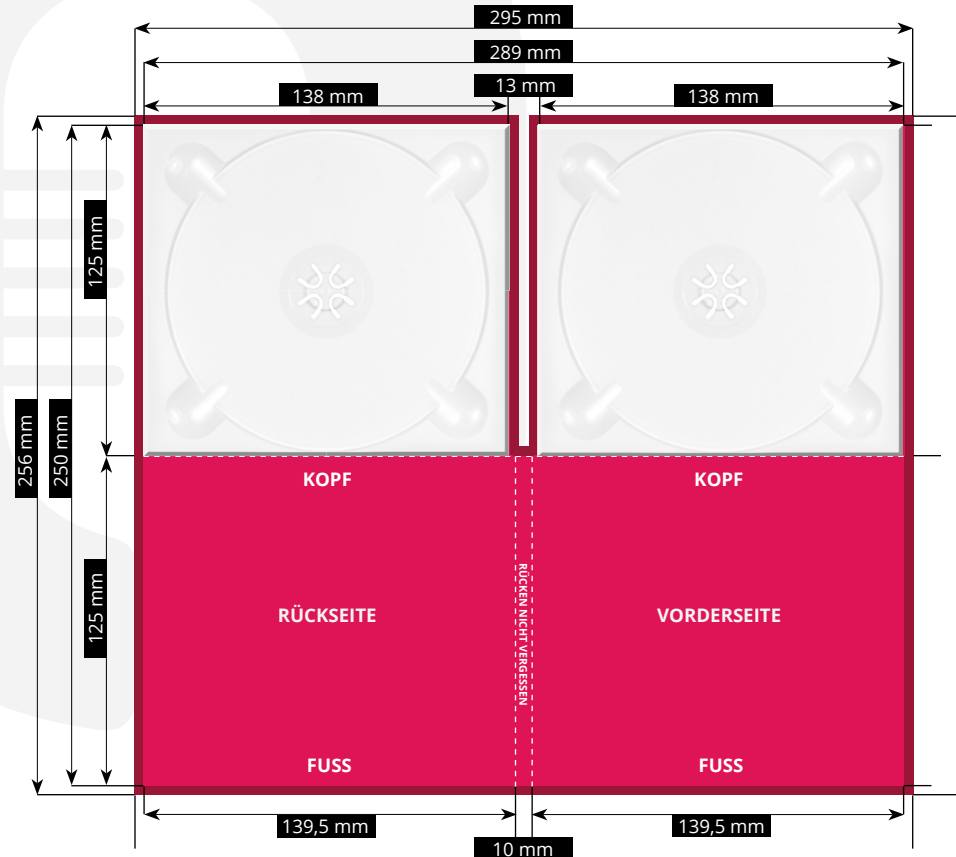 295 mm
289 mm
13 mm
138 mm
138 mm
125 mm
256 mm
250 mm
KOPF
KOPF
125 mm
RÜCKSEITE
RÜCKEN NICHT VERGESSEN
VORDERSEITE
FUSS
FUSS
139,5 mm
139,5 mm
10 mm